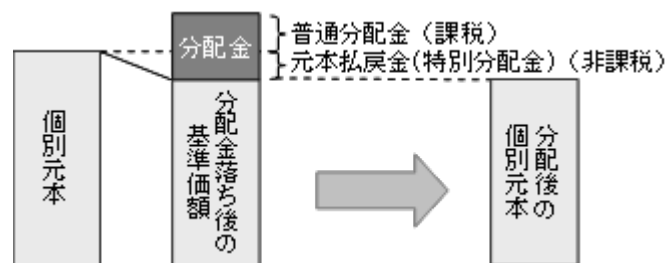 分配金
普通分配金（課税）
元本払戻金(特別分配金)（非課税）
個別元本
分配金落ち後の
基準価額
分配後の
個別元本